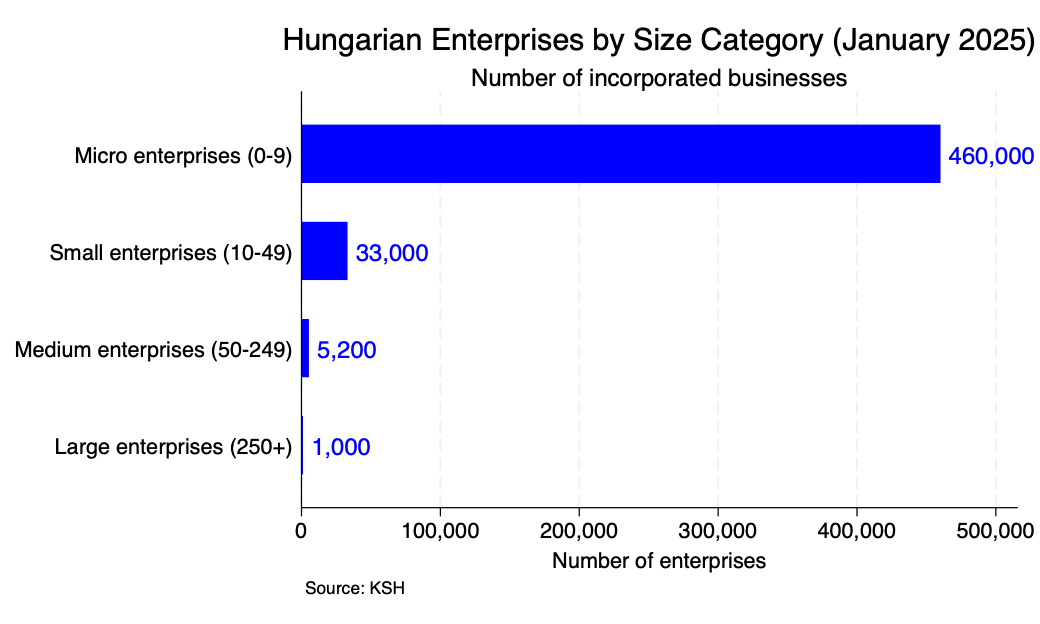 Hungarian Enterprises by Size Category (January 2025)
Number of incorporated businesses
Micro enterprises (0-9) 460,000
Small enterprises (10-49) 33,000
Medium enterprises (50-249) 5,200
Large enterprises (250+) 1,000
0 100,000 200,000 300,000 400,000 500,000
Number of enterprises
Source: KSH